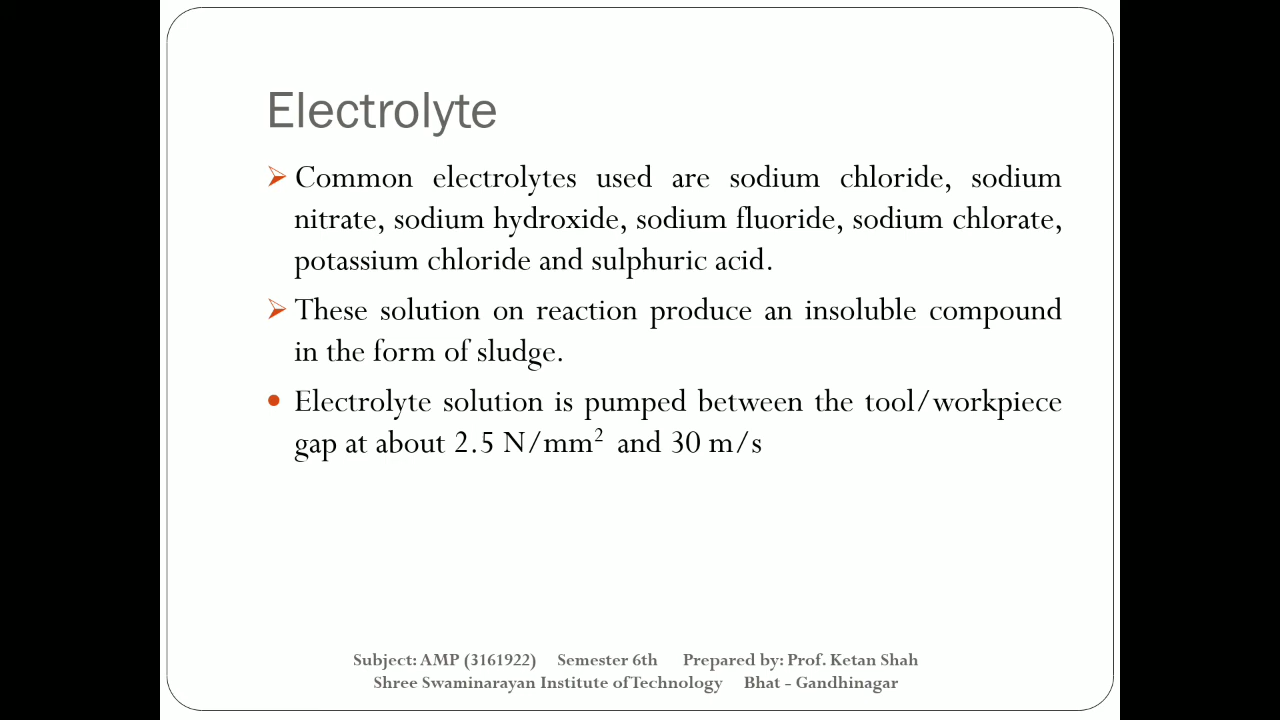 Electrolyte
Common electrolytes used are sodium chloride, sodium
nitrate, sodium hydroxide, sodium fluoride, sodium chlorate,
potassium chloride and sulphuric acid.
These solution on reaction produce an insoluble compound
in the form of sludge.
Electrolyte solution is pumped between the tool/workpiece
gap at about 2.5 N/mm² and 30 m/s
Subject: AMP (3161922) Semester 6th Prepared by: Prof. Ketan Shah
Shree Swaminarayan Institute of Technology Bhat - Gandhinagar